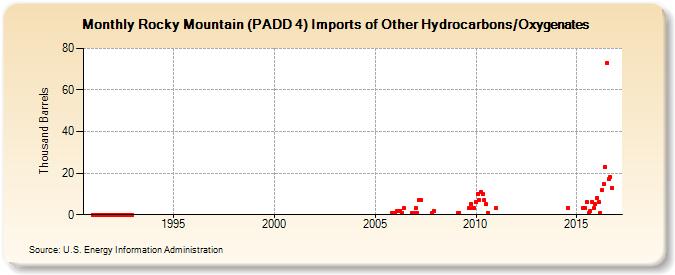 Monthly Rocky Mountain (PADD 4) Imports of Other Hydrocarbons/Oxygenates
Thousand Barrels
80
60
40
20
0
1995 2000 2005 2010 2015
Source: U.S. Energy Information Administration